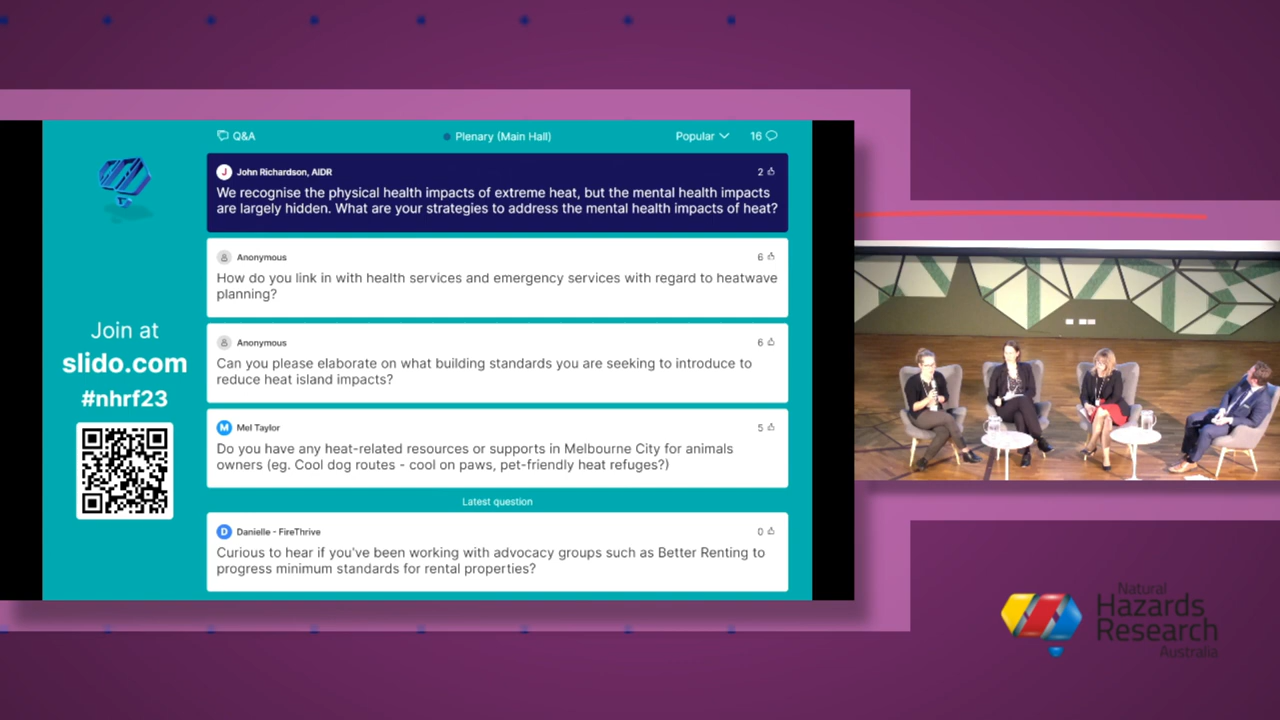 Q&A
Plenary (Main Hall)
Popular
16
J
John Richardson, AIDR
2
We recognise the physical health impacts of extreme heat, but the mental health impacts
are largely hidden. What are your strategies to address the mental health impacts of heat?
Anonymous
6
How do you link in with health services and emergency services with regard to heatwave
planning?
Anonymous
6
Can you please elaborate on what building standards you are seeking to introduce to
reduce heat island impacts?
M
Mel Taylor
5
Do you have any heat-related resources or supports in Melbourne City for animals
owners (eg. Cool dog routes - cool on paws, pet-friendly heat refuges?)
Latest question
D
Danielle - FireThrive
0
Curious to hear if you've been working with advocacy groups such as Better Renting to
progress minimum standards for rental properties?
Join at
slido.com
#nhrf23
Natural
Hazards
Research
Australia